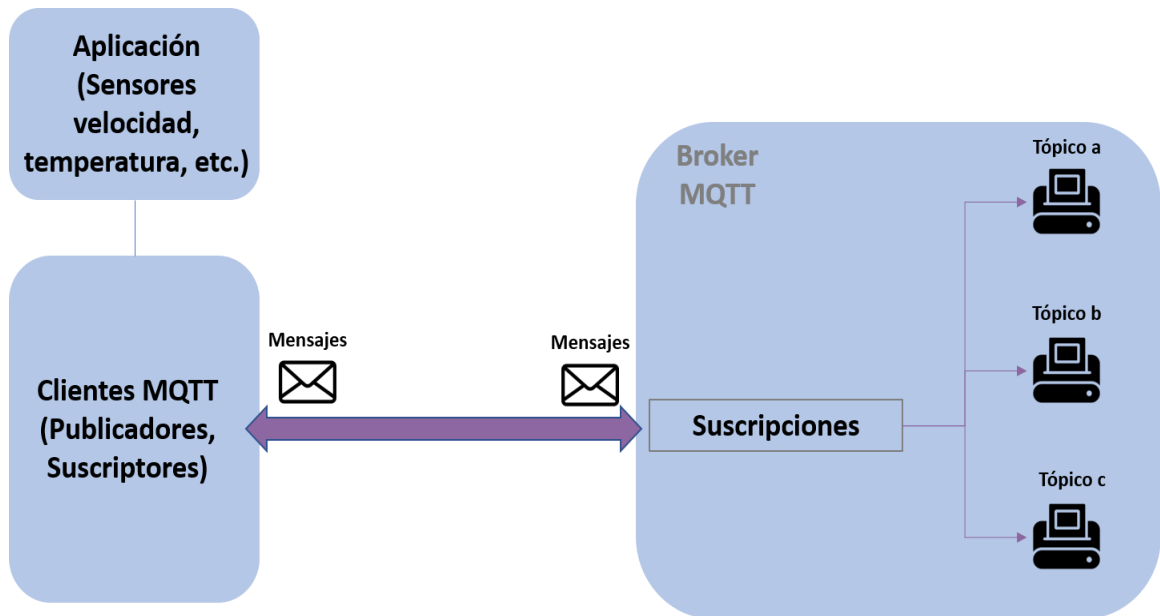 Aplicación
(Sensores
velocidad,
temperatura, etc.)
Clientes MQTT
(Publicadores,
Suscriptores)
Mensajes
Mensajes
Broker
MQTT
Suscripciones
Tópico a
Tópico b
Tópico c